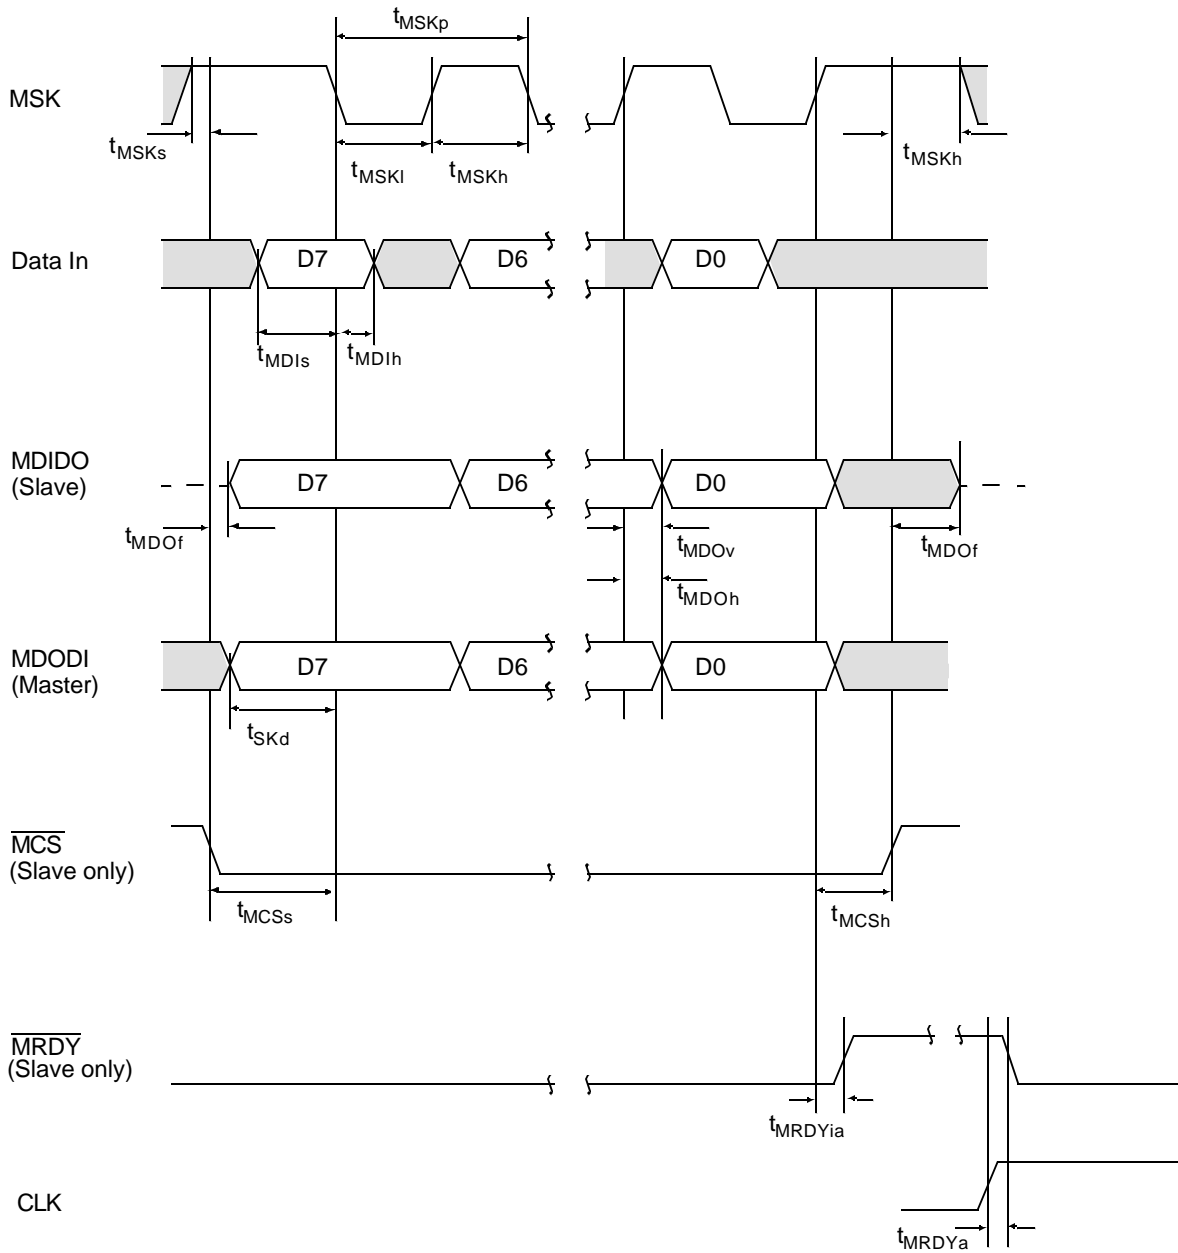 tMSKp
MSK
tMSKs
tMSKl
tMSKh
tMSKh
Data In
D7
D6
D0
tMDIs
tMDIh
MDIDO
(Slave)
D7
D6
D0
tMDOf
tMDOv
tMDOf
tMDOh
MDODI
(Master)
D7
D6
D0
tSKd
MCS
(Slave only)
tMCSs
tMCSh
MRDY
(Slave only)
tMRDYia
CLK
tMRDYa